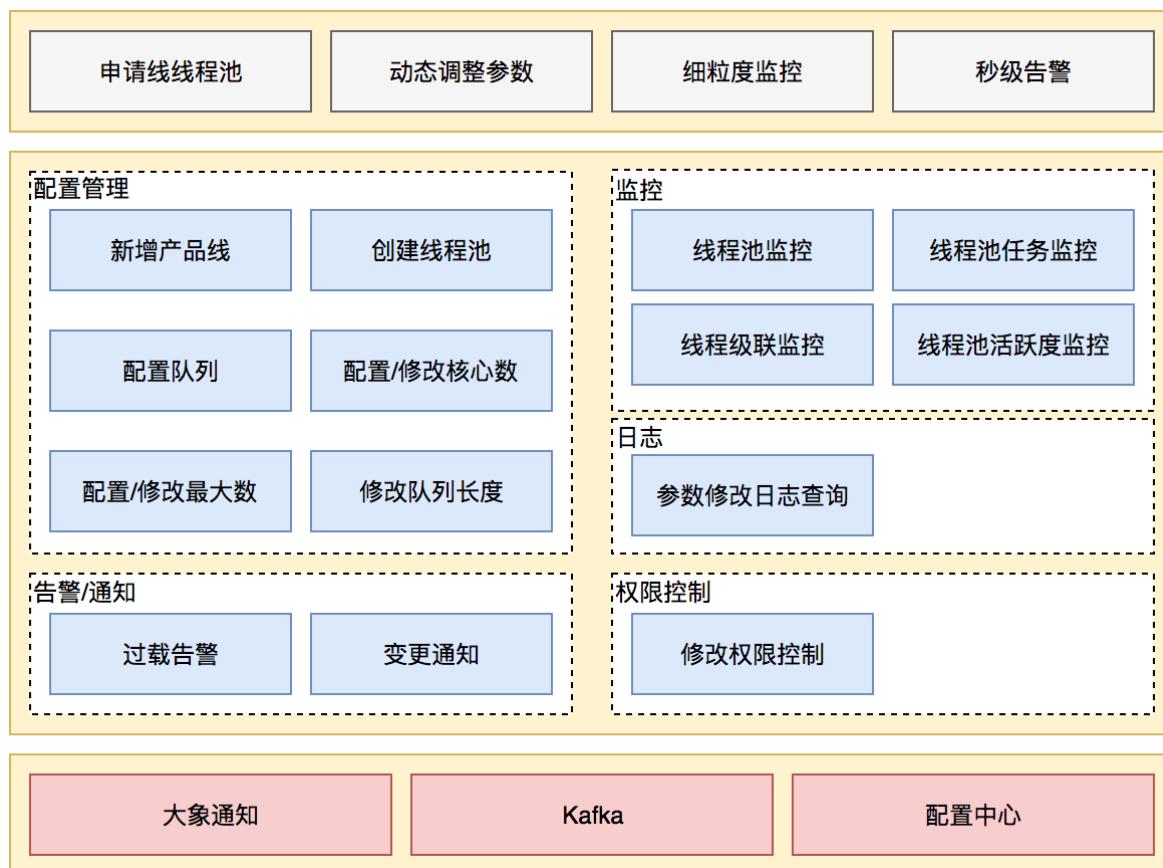 申请线线程池
动态调整参数
细粒度监控
秒级告警
配置管理
新增产品线
创建线程池
配置队列
配置/修改核心数
配置/修改最大数
修改队列长度
监控
线程池监控
线程池任务监控
线程级联监控
线程池活跃度监控
日志
参数修改日志查询
告警/通知
过载告警
变更通知
权限控制
修改权限控制
大象通知
Kafka
配置中心